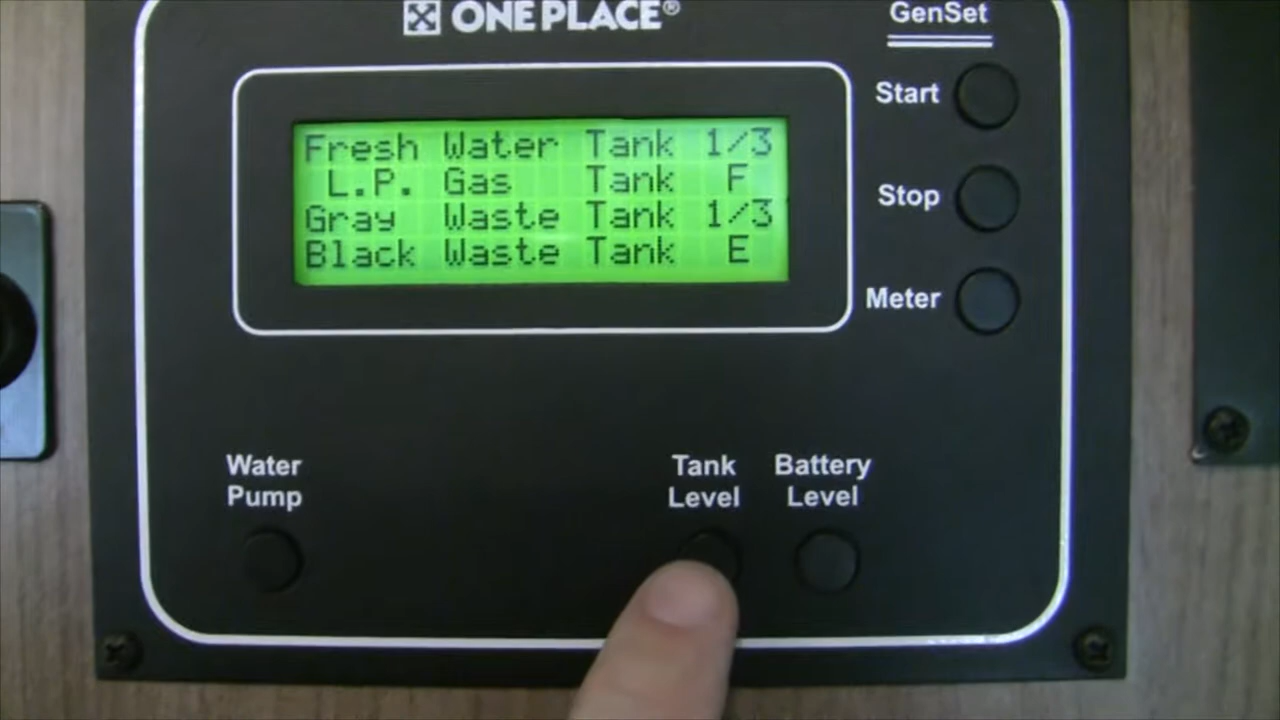 ONE PLACE®
GenSet
Start
Stop
Meter
Fresh Water Tank 1/3
L.P. Gas Tank F
Gray Waste Tank 1/3
Black Waste Tank E
Water
Pump
Tank
Level
Battery
Level